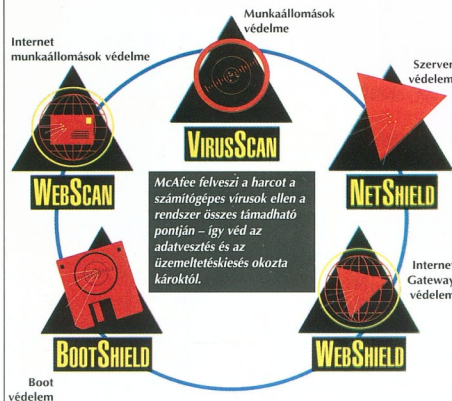 Munkaállomások
védelme
Internet
munkaállomások védelme
Szerver
védelem
VIRUSSCAN
WEBSCAN
NETSHIELD
McAfee felveszi a harcot a
számítógépes vírusok ellen a
rendszer összes támadható
pontján – így véd az
adatvesztés és az
üzemeltetéskiesés okozta
károktól.
Internet
Gateway
védelem
BOOTSHIELD
WEBSHIELD
Boot
védelem